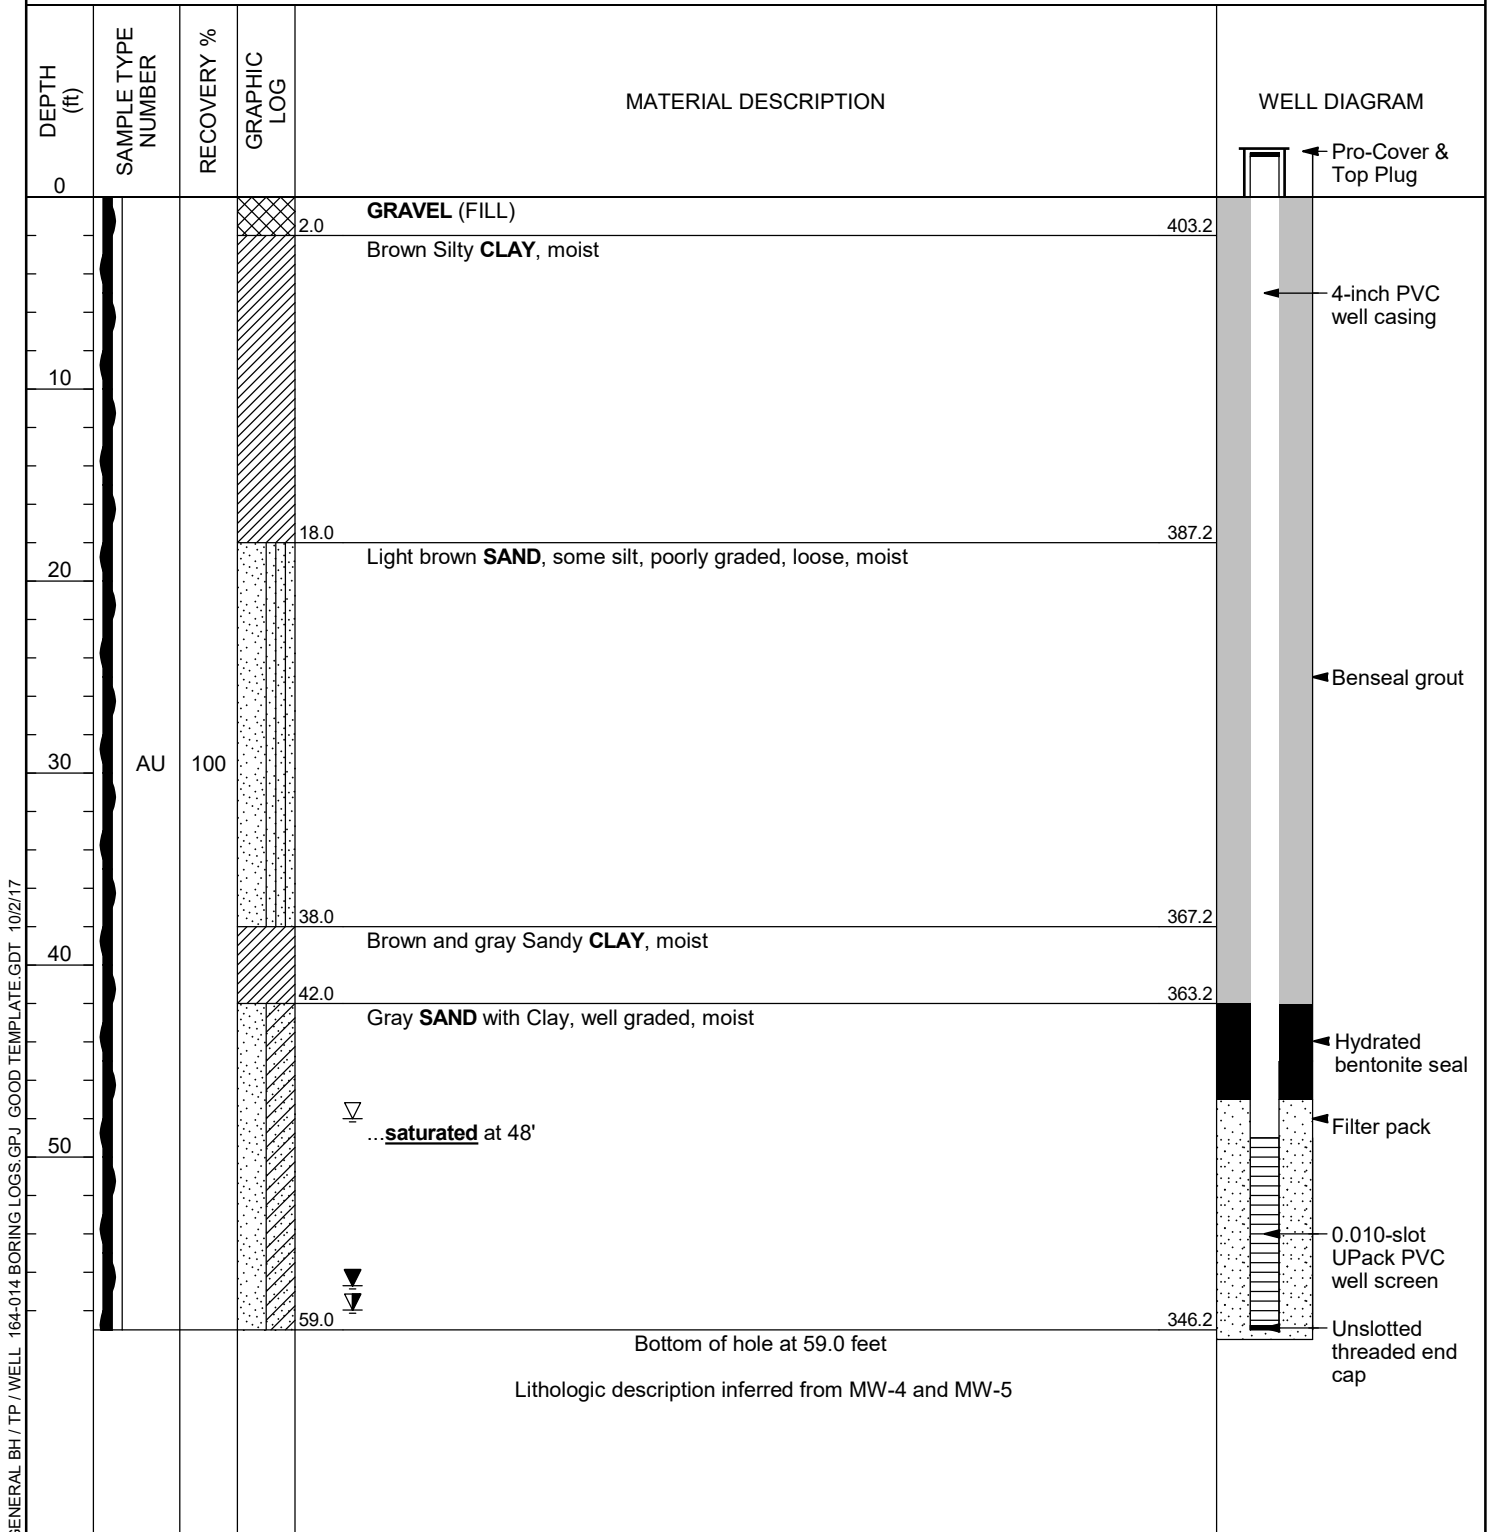 DEPTH
(ft)
SAMPLE TYPE
NUMBER
RECOVERY %
GRAPHIC
LOG
MATERIAL DESCRIPTION
WELL DIAGRAM
Pro-Cover &
Top Plug
0
GRAVEL (FILL)
2.0
403.2
Brown Silty CLAY, moist
4-inch PVC
well casing
10
18.0
387.2
Light brown SAND, some silt, poorly graded, loose, moist
20
Benseal grout
30
AU
100
38.0
367.2
Brown and gray Sandy CLAY, moist
40
42.0
363.2
Gray SAND with Clay, well graded, moist
Hydrated
bentonite seal
...saturated at 48'
Filter pack
50
0.010-slot
UPack PVC
well screen
59.0
346.2
Bottom of hole at 59.0 feet
Unslotted
threaded end
cap
Lithologic description inferred from MW-4 and MW-5
GENERAL BH / TP / WELL 164-014 BORING LOGS.GPJ GOOD TEMPLATE.GDT 10/2/17